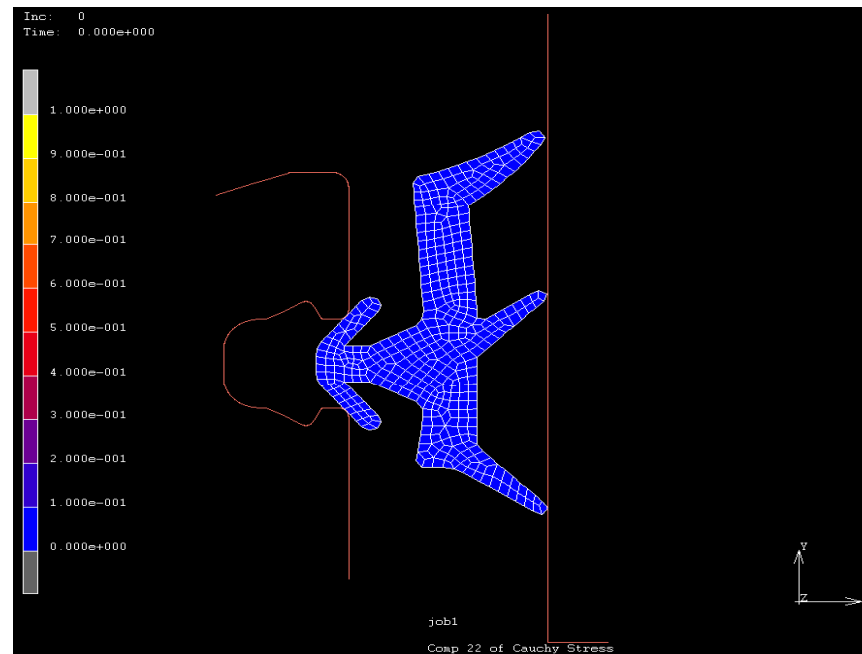 Inc: 0
Time: 0.000e+000
1.000e+000
9.000e-001
8.000e-001
7.000e-001
6.000e-001
5.000e-001
4.000e-001
3.000e-001
2.000e-001
1.000e-001
0.000e+000
Y
Z
job1
Comp 22 of Cauchy Stress